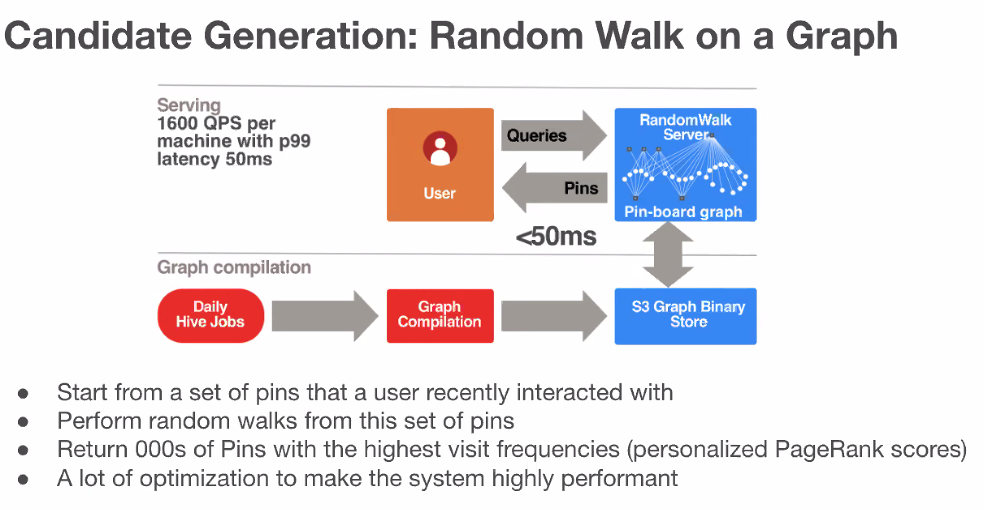 Candidate Generation: Random Walk on a Graph
Serving
1600 QPS per
machine with p99
latency 50ms
User
Queries
Pins
<50ms
RandomWalk
Server
Pin-board graph
Graph compilation
Daily
Hive Jobs
Graph
Compilation
S3 Graph Binary
Store
● Start from a set of pins that a user recently interacted with
● Perform random walks from this set of pins
● Return 000s of Pins with the highest visit frequencies (personalized PageRank scores)
● A lot of optimization to make the system highly performant